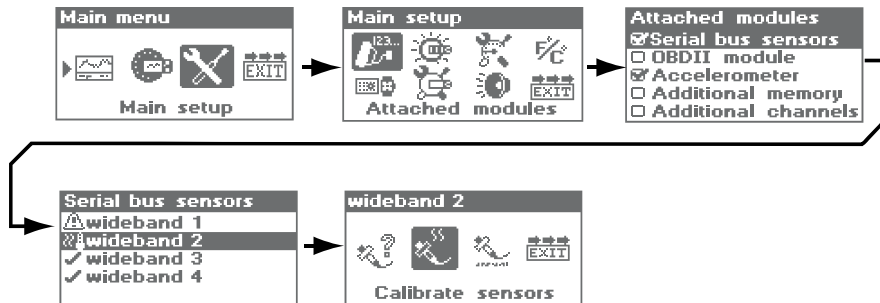 Main menu
EXIT
Main setup
Main setup
123...
F/C
EXIT
Attached modules
Attached modules
Serial bus sensors
OBDII module
Accelerometer
Additional memory
Additional channels
Serial bus sensors
wideband 1
wideband 2
wideband 3
wideband 4
wideband 2
?
EXIT
Calibrate sensors